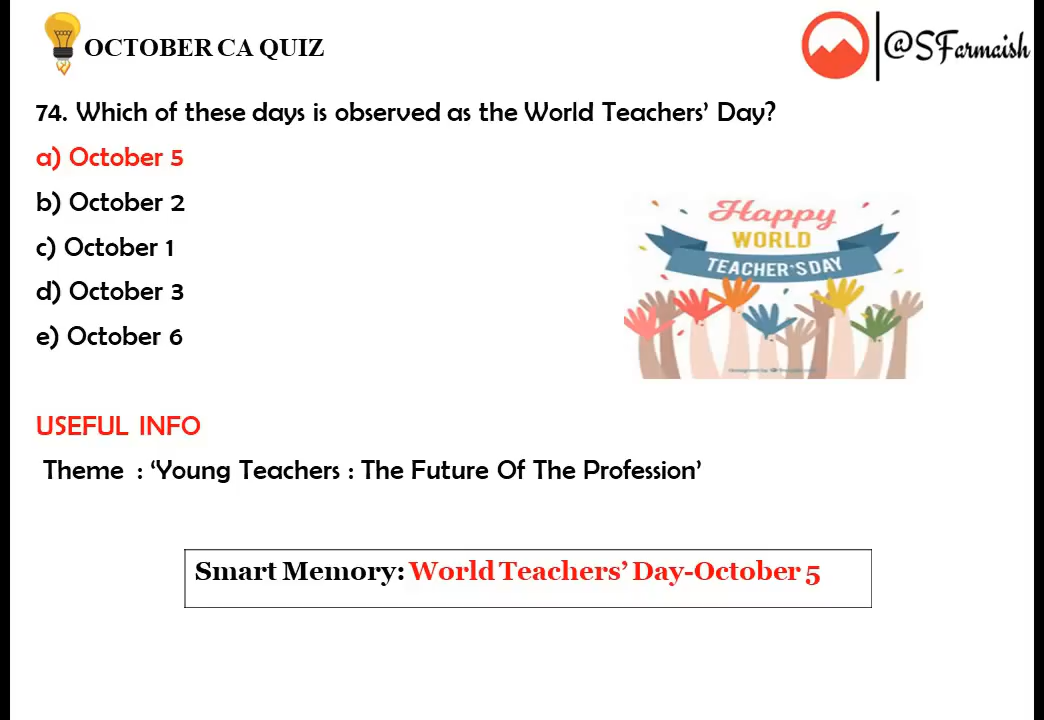 OCTOBER CA QUIZ
@SFarmaish
74. Which of these days is observed as the World Teachers’ Day?
a) October 5
b) October 2
c) October 1
d) October 3
e) October 6
Happy
WORLD
TEACHER'S DAY
USEFUL INFO
Theme : ‘Young Teachers : The Future Of The Profession’
Smart Memory: World Teachers’ Day-October 5